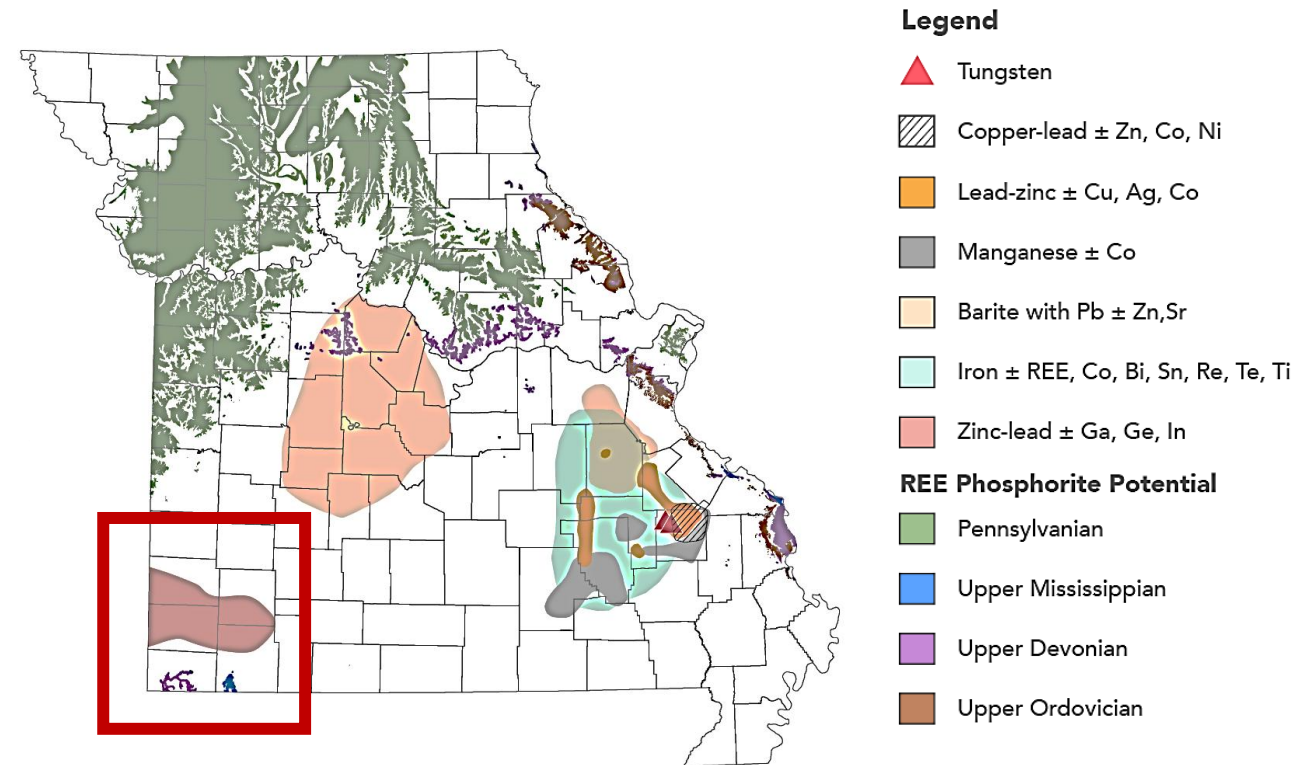 Legend
Tungsten
Copper-lead ± Zn, Co, Ni
Lead-zinc ± Cu, Ag, Co
Manganese ± Co
Barite with Pb ± Zn,Sr
Iron ± REE, Co, Bi, Sn, Re, Te, Ti
Zinc-lead ± Ga, Ge, In
REE Phosphorite Potential
Pennsylvanian
Upper Mississippian
Upper Devonian
Upper Ordovician